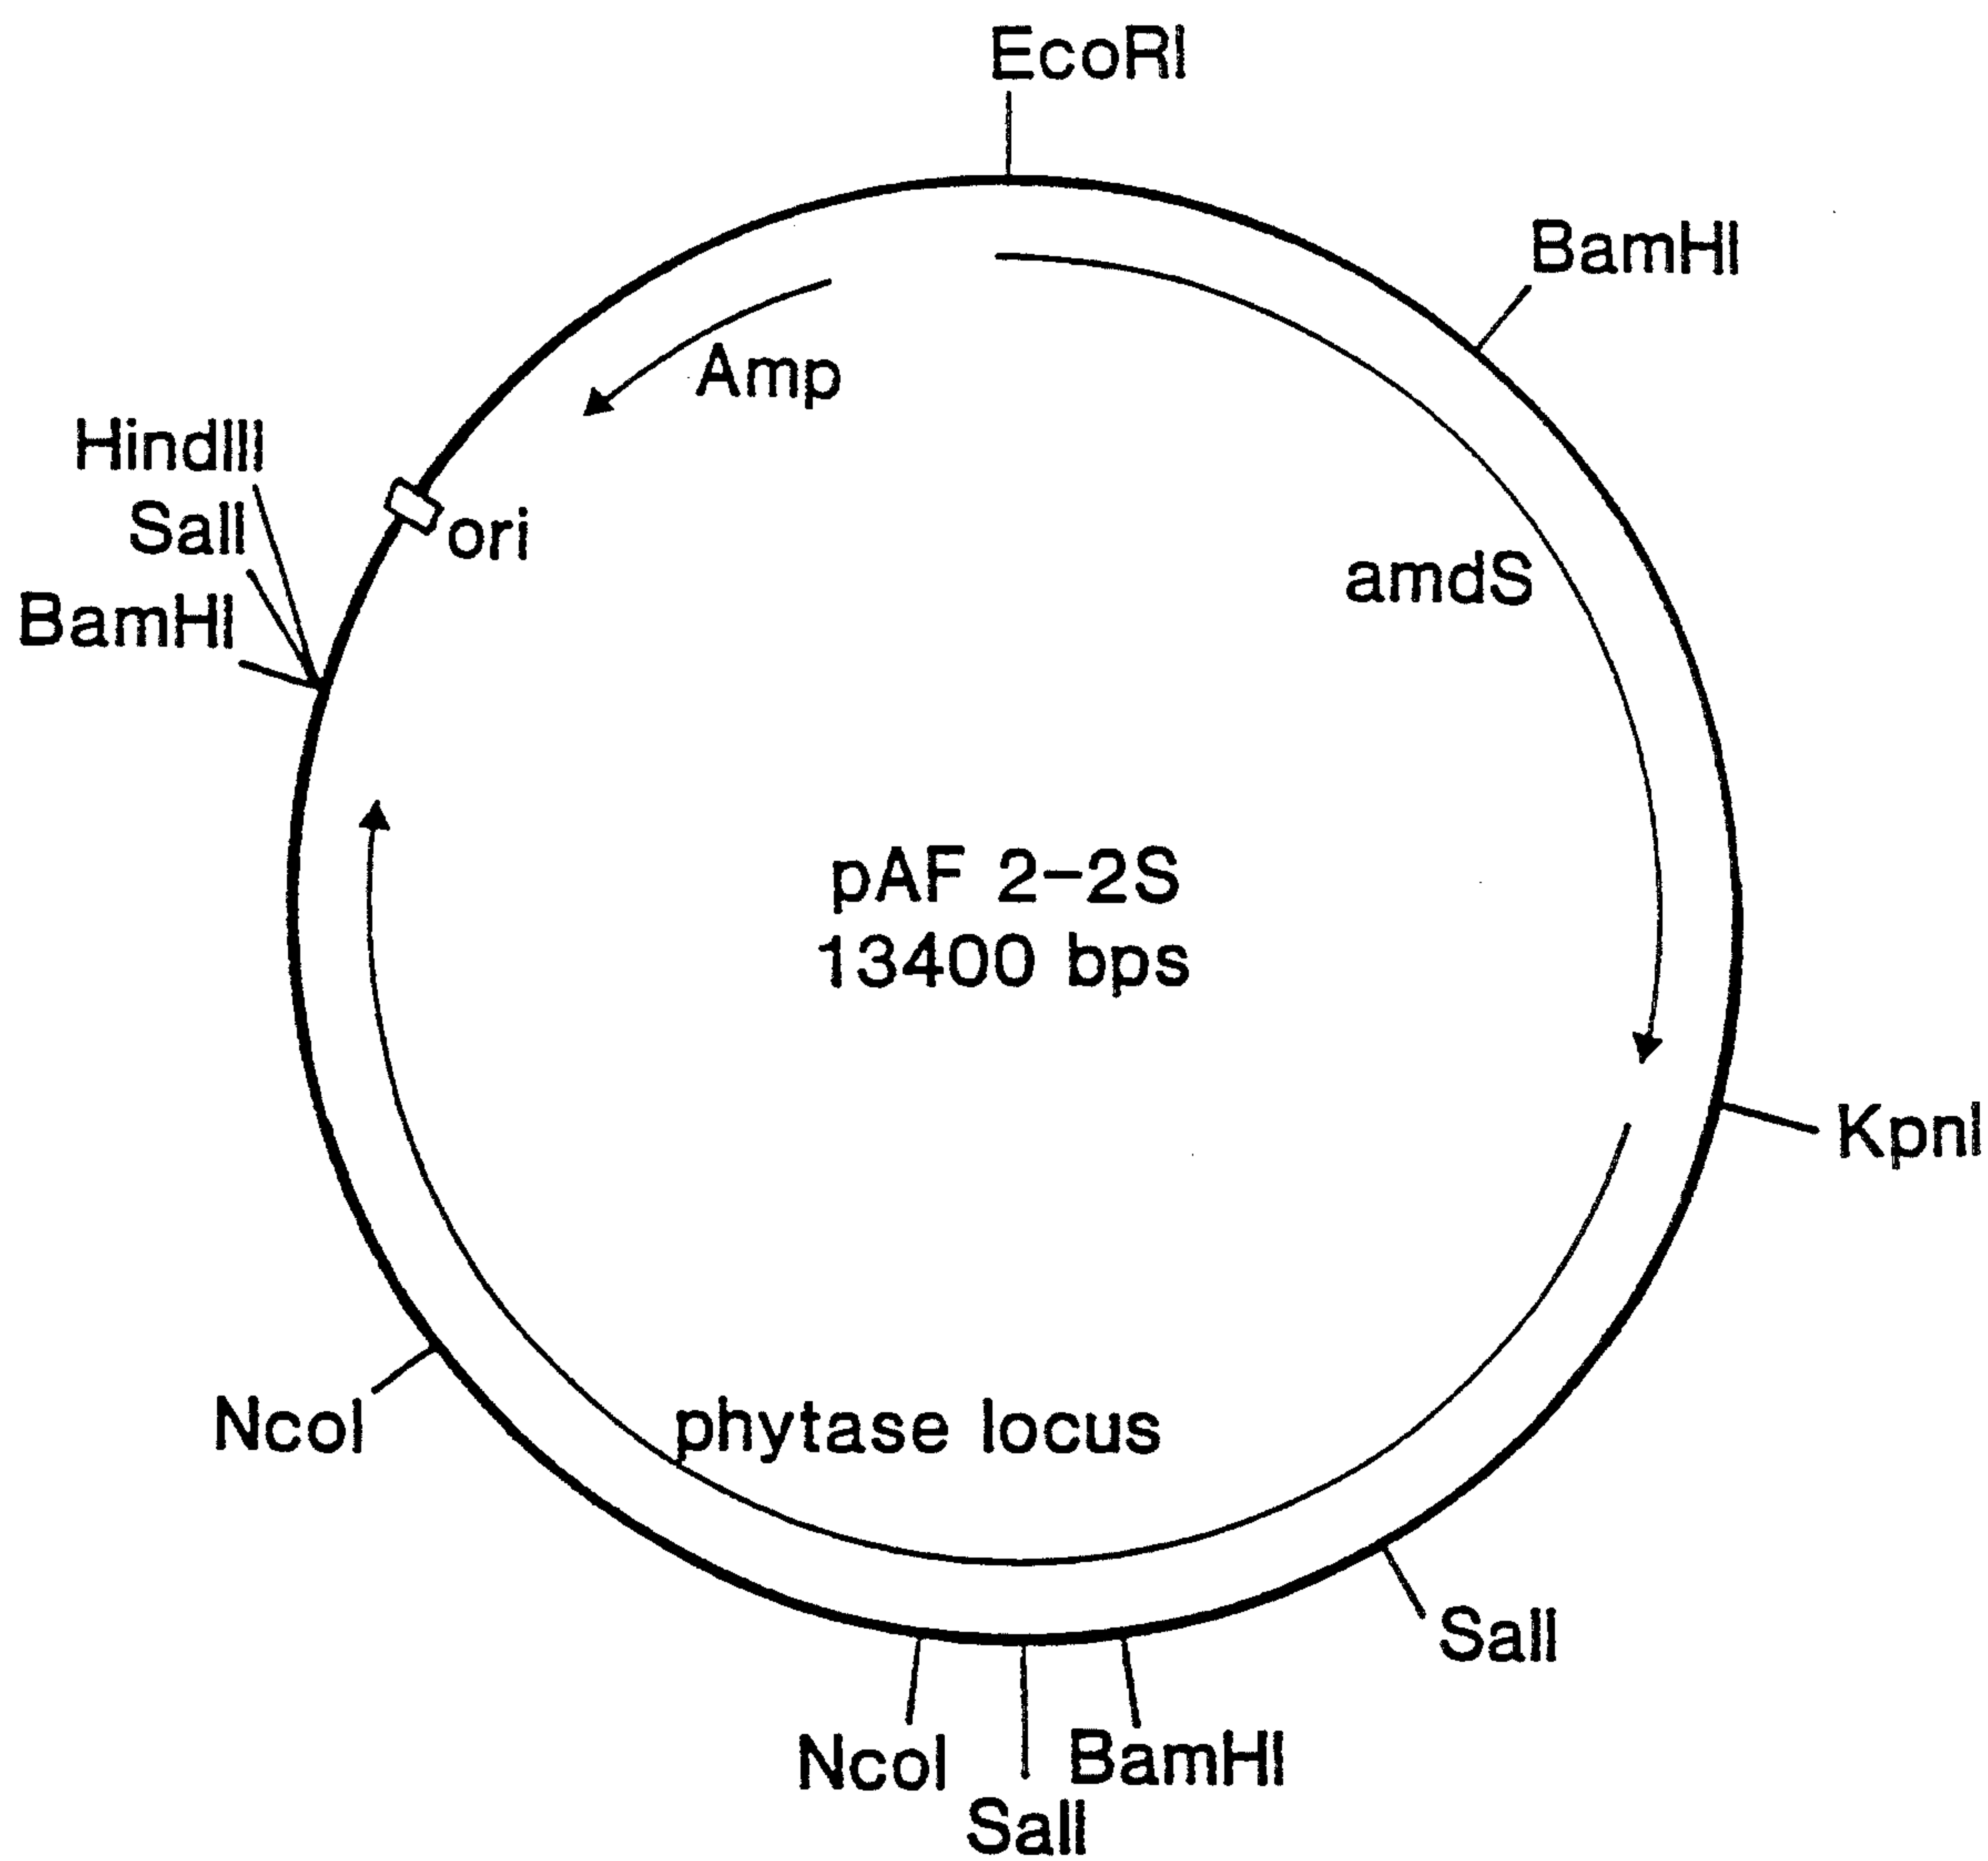 EcoRI
BamHI
Amp
HindIII
SalI
ori
BamHI
amdS
pAF 2-2S
13400 bps
KpnI
NcoI
phytase locus
SalI
NcoI
BamHI
SalI